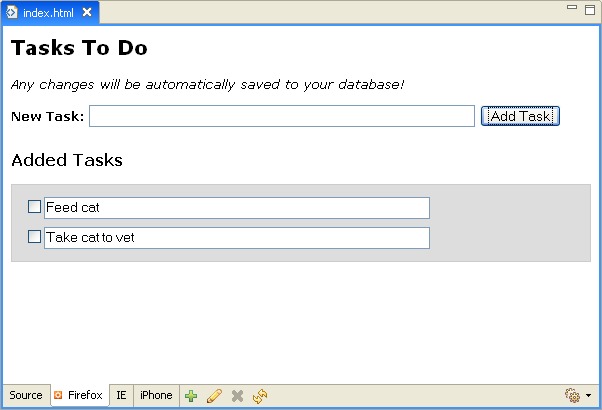 index.html
Tasks To Do
Any changes will be automatically saved to your database!
New Task: Add Task
Added Tasks
Feed cat
Take cat to vet
Source Firefox IE iPhone